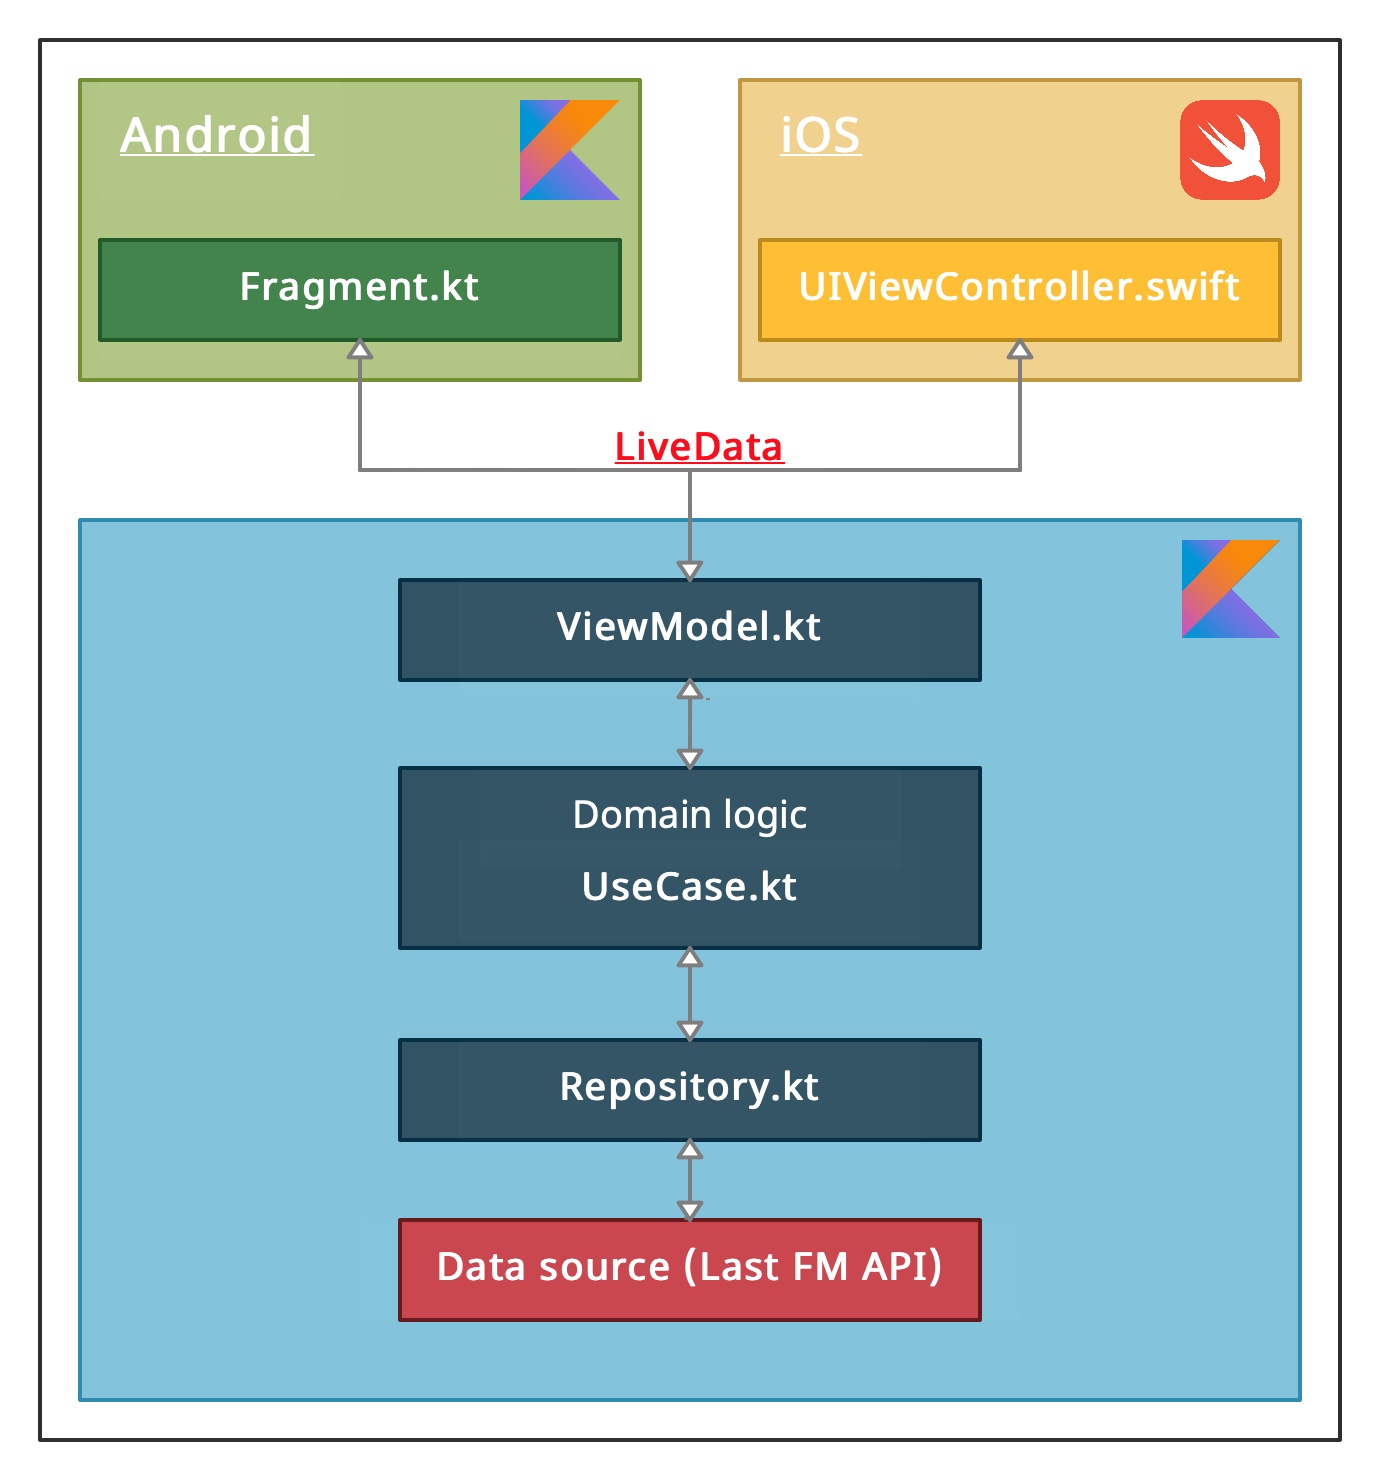 Android
iOS
Fragment.kt
UIViewController.swift
LiveData
ViewModel.kt
Domain logic
UseCase.kt
Repository.kt
Data source (Last FM API)